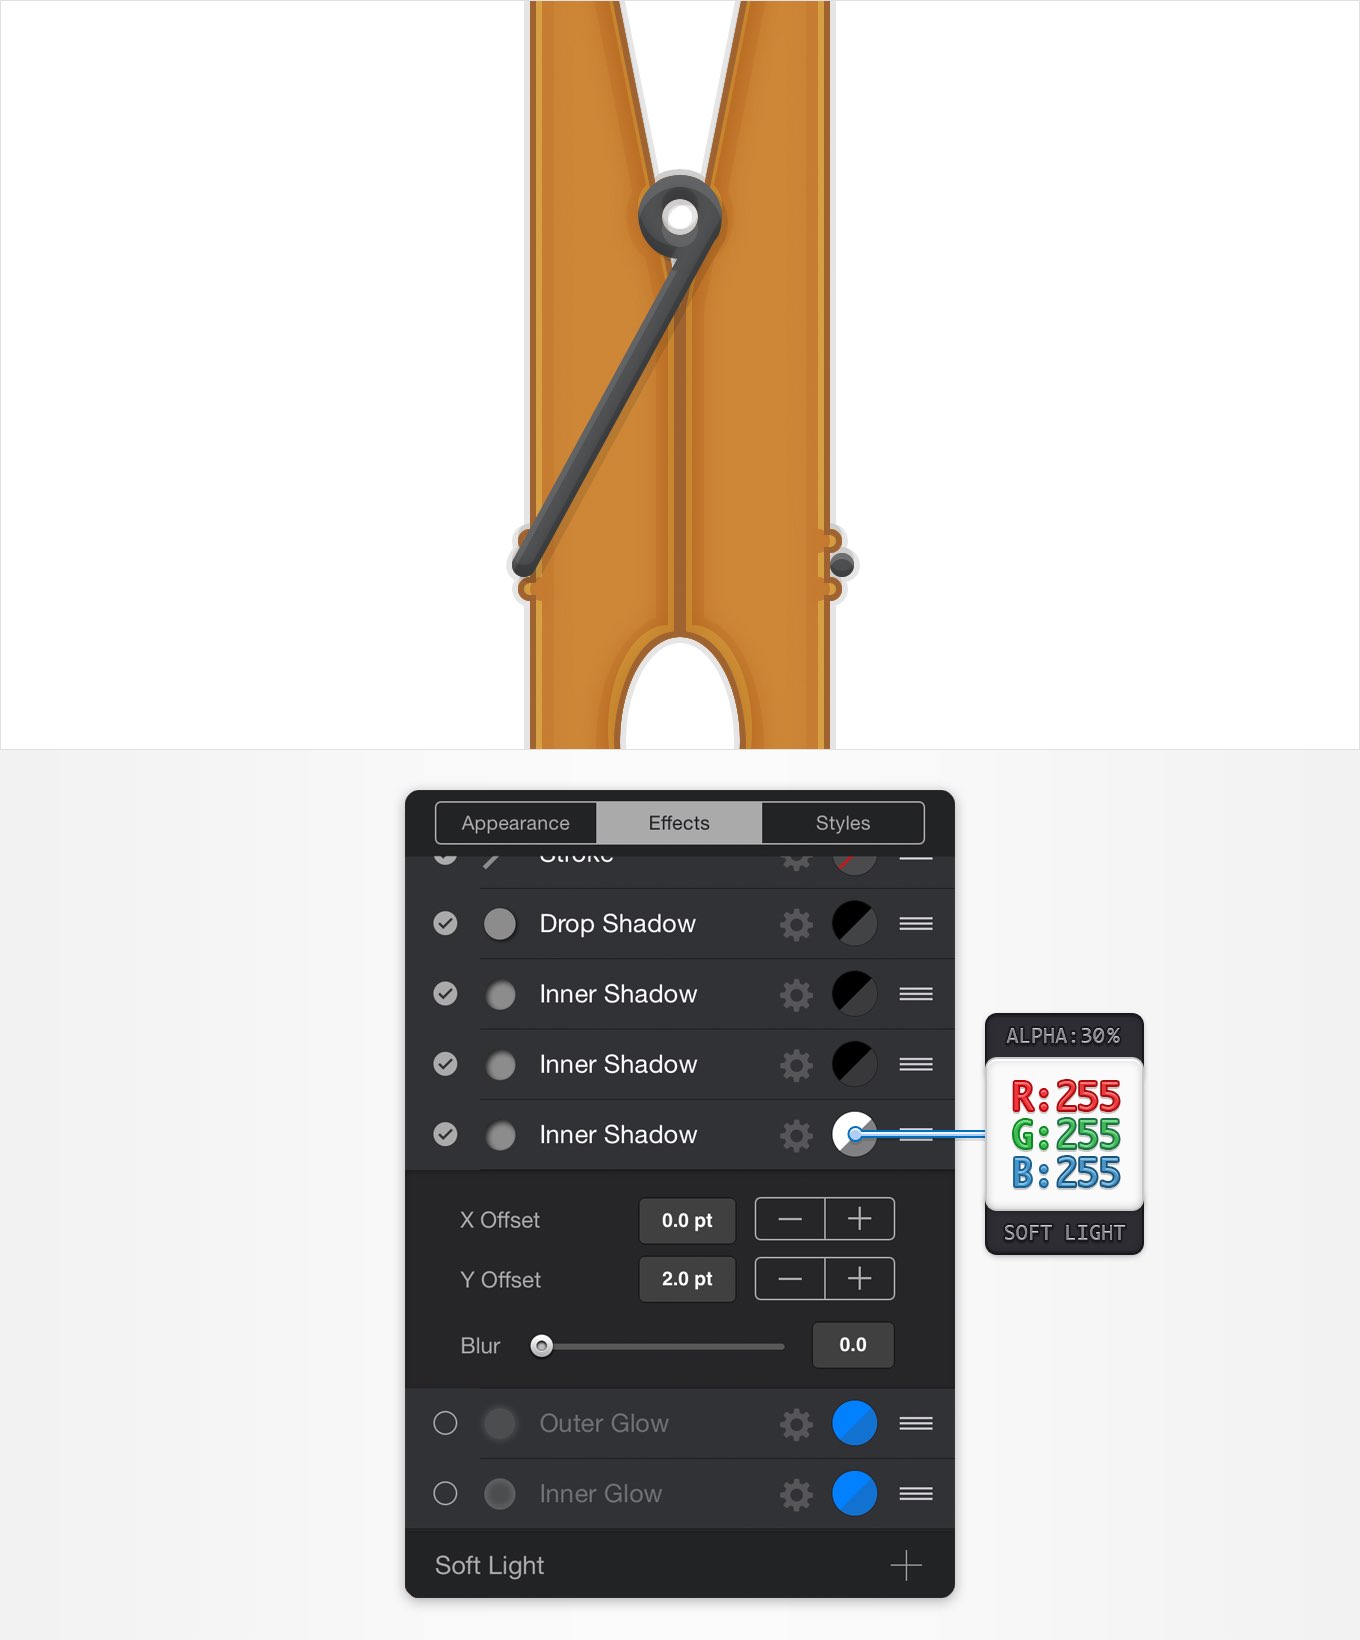 Appearance Effects Styles
Stroke
Drop Shadow
Inner Shadow
Inner Shadow
Inner Shadow
ALPHA:30%
R:255
G:255
B:255
SOFT LIGHT
X Offset 0.0 pt
Y Offset 2.0 pt
Blur 0.0
Outer Glow
Inner Glow
Soft Light